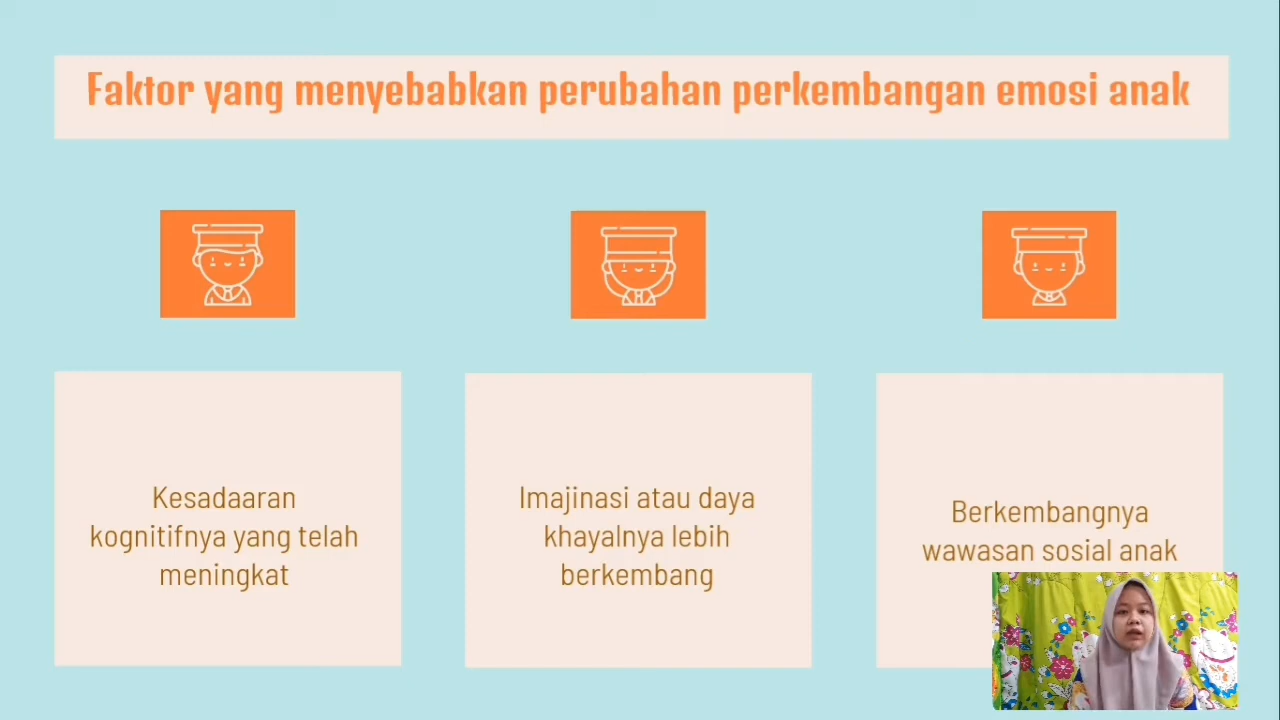 Faktor yang menyebabkan perubahan perkembangan emosi anak
Kesadaaran
kognitifnya yang telah
meningkat
Imajinasi atau daya
khayalnya lebih
berkembang
Berkembangnya
wawasan sosial anak